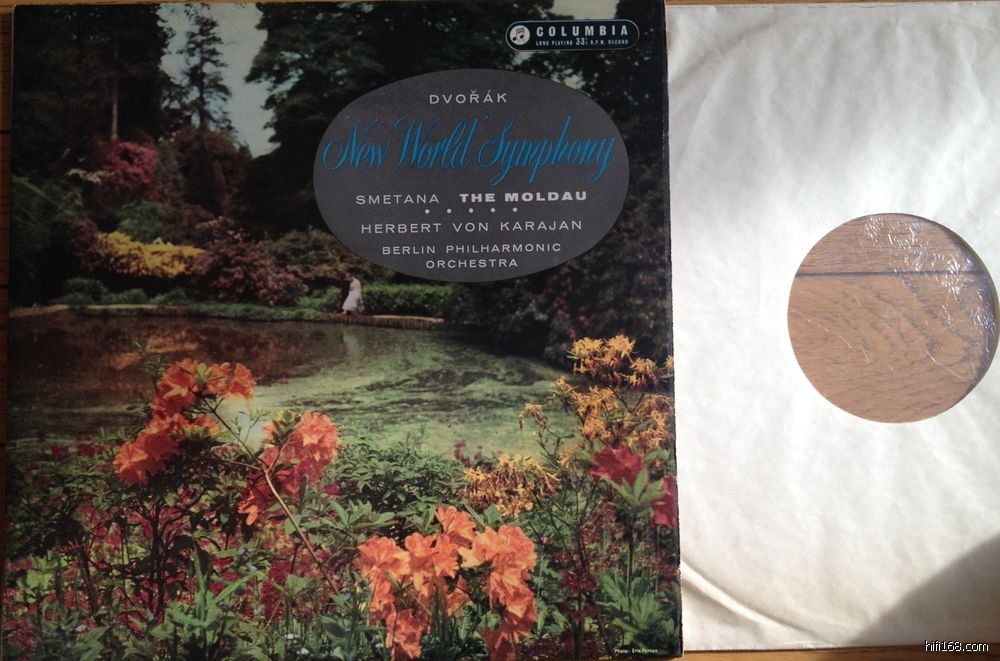 COLUMBIA
LONG PLAYING 33⅓ R.P.M. RECORD
DVOŘÁK
'New World' Symphony
SMETANA THE MOLDAU
HERBERT VON KARAJAN
BERLIN PHILHARMONIC
ORCHESTRA
hifi168.com